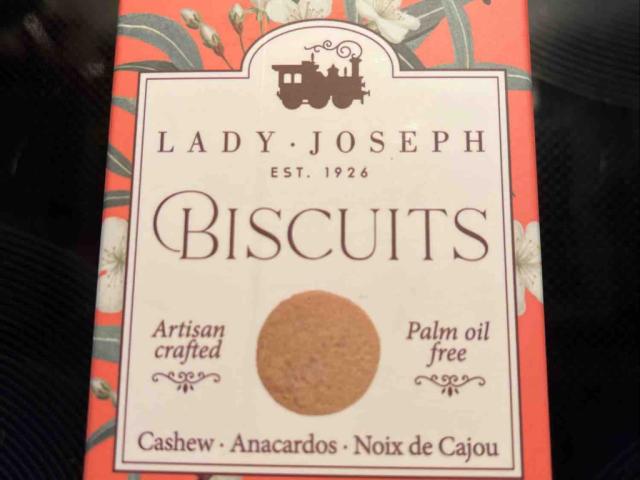 LADY · JOSEPH
EST. 1926
BISCUITS
Artisan crafted
Palm oil free
Cashew · Anacardos · Noix de Cajou